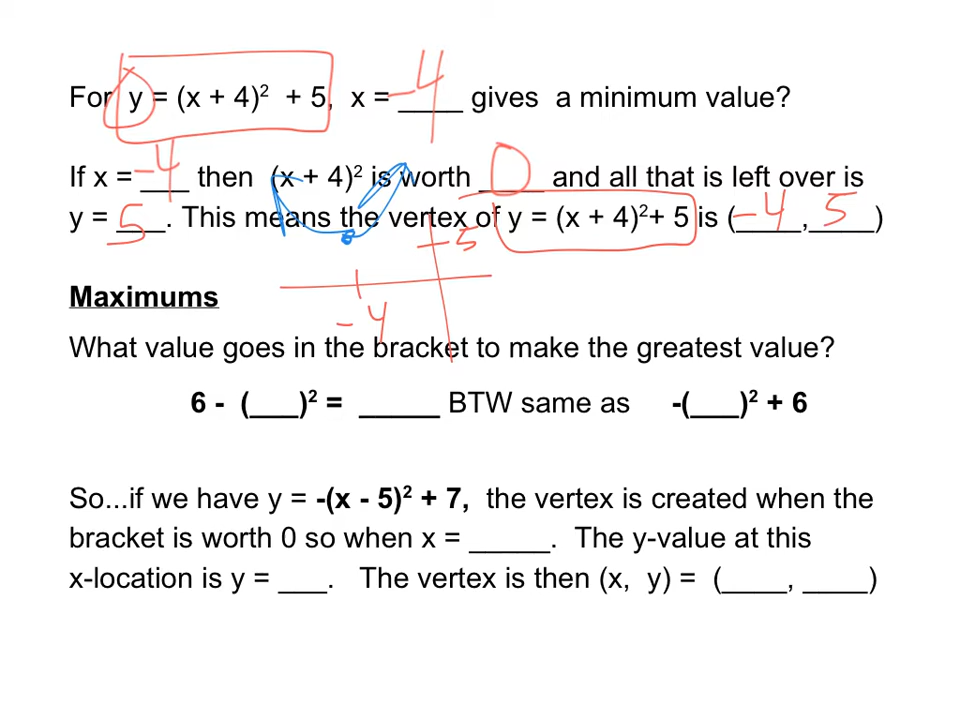 For y = (x + 4)² + 5, x = -4 gives a minimum value?
If x = -4 then (x + 4)² is worth 0 and all that is left over is
y = 5. This means the vertex of y = (x + 4)²+ 5 is (-4, 5)
5
-4
Maximums
What value goes in the bracket to make the greatest value?
6 - (___)² = _____ BTW same as -(___)² + 6
So...if we have y = -(x - 5)² + 7, the vertex is created when the
bracket is worth 0 so when x = _____. The y-value at this
x-location is y = ___. The vertex is then (x, y) = (____, ____)